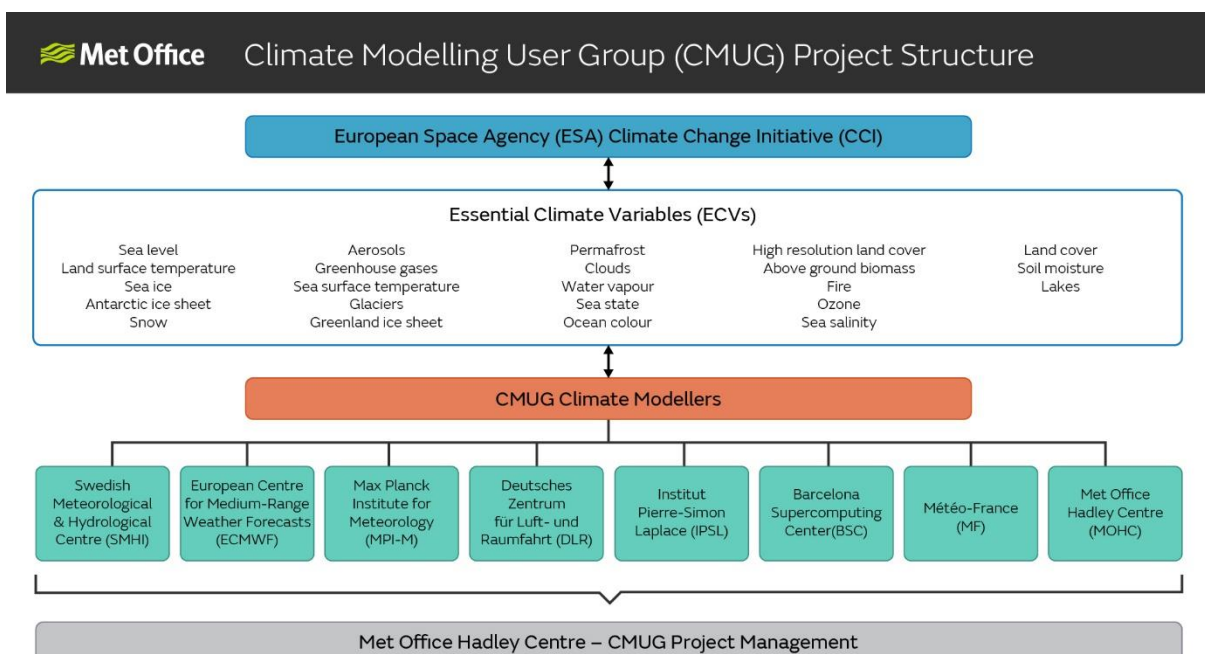 Met Office Climate Modelling User Group (CMUG) Project Structure
European Space Agency (ESA) Climate Change Initiative (CCI)
Essential Climate Variables (ECVs)
Sea level
Land surface temperature
Sea ice
Antarctic ice sheet
Snow
Aerosols
Greenhouse gases
Sea surface temperature
Glaciers
Greenland ice sheet
Permafrost
Clouds
Water vapour
Sea state
Ocean colour
High resolution land cover
Above ground biomass
Fire
Ozone
Sea salinity
Land cover
Soil moisture
Lakes
CMUG Climate Modellers
Swedish
Meteorological
& Hydrological
Centre (SMHI)
European Centre
for Medium-Range
Weather Forecasts
(ECMWF)
Max Planck
Institute for
Meteorology
(MPI-M)
Deutsches
Zentrum
für Luft- und
Raumfahrt (DLR)
Institut
Pierre-Simon
Laplace (IPSL)
Barcelona
Supercomputing
Center(BSC)
Météo-France
(MF)
Met Office
Hadley Centre
(MOHC)
Met Office Hadley Centre – CMUG Project Management